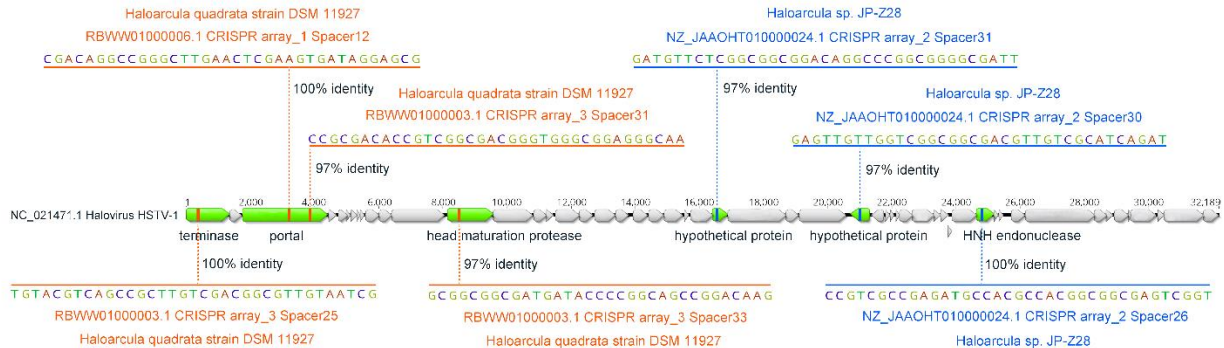 Haloarcula quadrata strain DSM 11927
RBWW01000006.1 CRISPR array_1 Spacer12
CGACAGGCCGGGCTTGAACTCGAAGTGATAGGAGCG
100% identity
Haloarcula quadrata strain DSM 11927
RBWW01000003.1 CRISPR array_3 Spacer31
CCGCGACACCGTCGGCGACGGGTGGGCGGAGGGCAA
97% identity
Haloarcula sp. JP-Z28
NZ_JAAOHT010000024.1 CRISPR array_2 Spacer31
GATGTTCTCGGCGGCGGACAGGCCCGGCGGGGCGATT
97% identity
Haloarcula sp. JP-Z28
NZ_JAAOHT010000024.1 CRISPR array_2 Spacer30
GAGTTGTTGGTCGGCGGCGACGTTGTCGCATCAGAT
97% identity
1 2,000 4,000 6,000 8,000 10,000 12,000 14,000 16,000 18,000 20,000 22,000 24,000 26,000 28,000 30,000 32,189
NC_021471.1 Halovirus HSTV-1
terminase portal head maturation protease hypothetical protein hypothetical protein HNH endonuclease
100% identity
TGTACGTCAGCCGCTTGTCGACGGCGTTGTAATCG
RBWW01000003.1 CRISPR array_3 Spacer25
Haloarcula quadrata strain DSM 11927
97% identity
GCGGCGGCGATGATACCCCGGCAGCCGGACAAG
RBWW01000003.1 CRISPR array_3 Spacer33
Haloarcula quadrata strain DSM 11927
100% identity
CCGTCGCCGAGATGCCACGCCACGGCGGCGAGTCGGT
NZ_JAAOHT010000024.1 CRISPR array_2 Spacer26
Haloarcula sp. JP-Z28